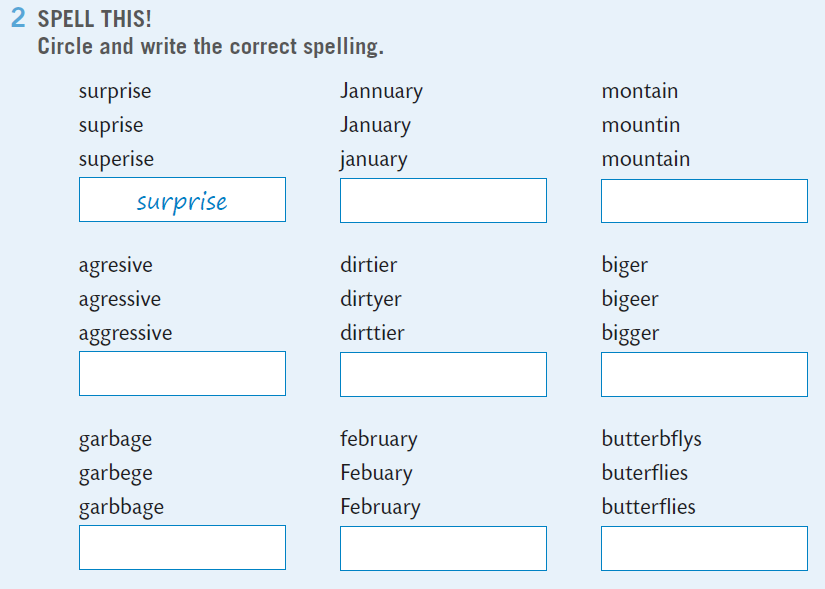 2 SPELL THIS!
Circle and write the correct spelling.
surprise
suprise
superise
surprise
Jannuary
January
january
montain
mountin
mountain
agresive
agressive
aggressive
dirtier
dirtyer
dirttier
biger
bigeer
bigger
garbage
garbege
garbbage
february
Febuary
February
butterbflys
buterflies
butterflies